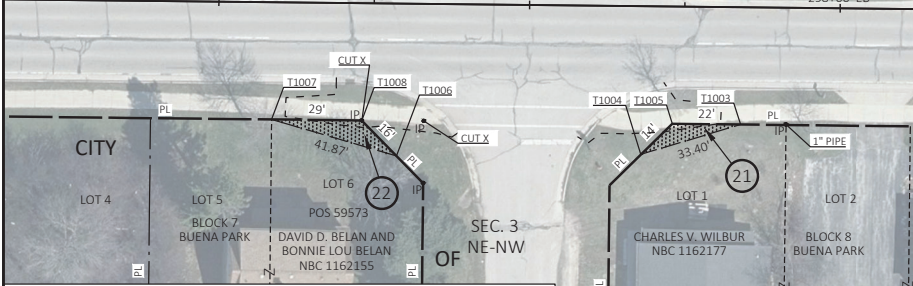 CUT X
T1007
T1008
T1006
T1004
T1005
T1003
PL
29'
IP
16'
IP
CUT X
PL
22'
PL
IP
1" PIPE
14'
41.87'
33.40'
CITY
PL
PL
IP
22
21
LOT 4
LOT 5
LOT 6
LOT 1
LOT 2
POS 59573
BLOCK 7
BUENA PARK
SEC. 3
NE-NW
DAVID D. BELAN AND
BONNIE LOU BELAN
NBC 1162155
CHARLES V. WILBUR
NBC 1162177
BLOCK 8
BUENA PARK
OF
PL
Z
PL
PL
Z
Z